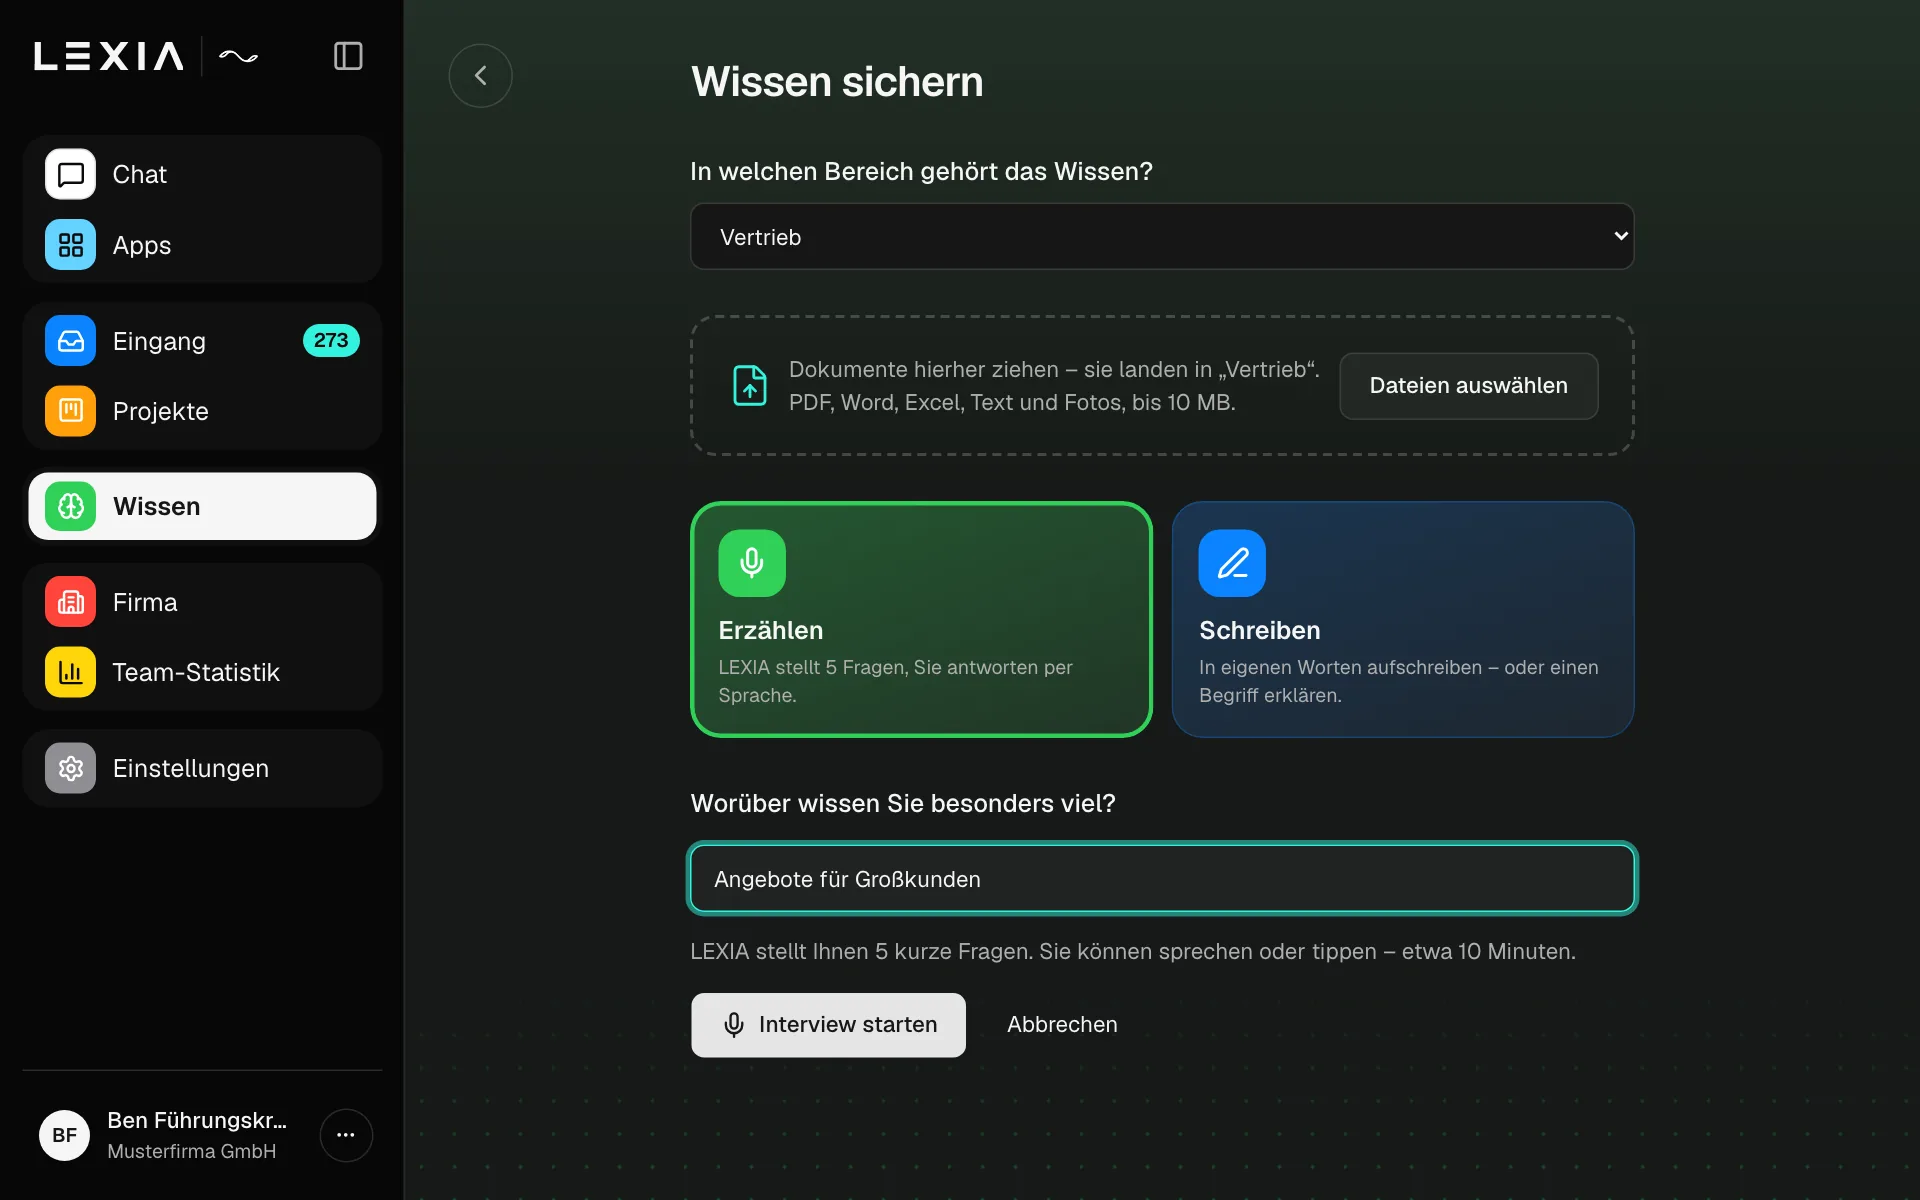 LEXIA
Chat
Apps
Eingang 273
Projekte
Wissen
Firma
Team-Statistik
Einstellungen
BF
Ben Führungskr...
Musterfirma GmbH
Wissen sichern
In welchen Bereich gehört das Wissen?
Vertrieb
Dokumente hierher ziehen – sie landen in „Vertrieb“.
PDF, Word, Excel, Text und Fotos, bis 10 MB.
Dateien auswählen
Erzählen
LEXIA stellt 5 Fragen, Sie antworten per
Sprache.
Schreiben
In eigenen Worten aufschreiben – oder einen
Begriff erklären.
Worüber wissen Sie besonders viel?
Angebote für Großkunden
LEXIA stellt Ihnen 5 kurze Fragen. Sie können sprechen oder tippen – etwa 10 Minuten.
Interview starten
Abbrechen